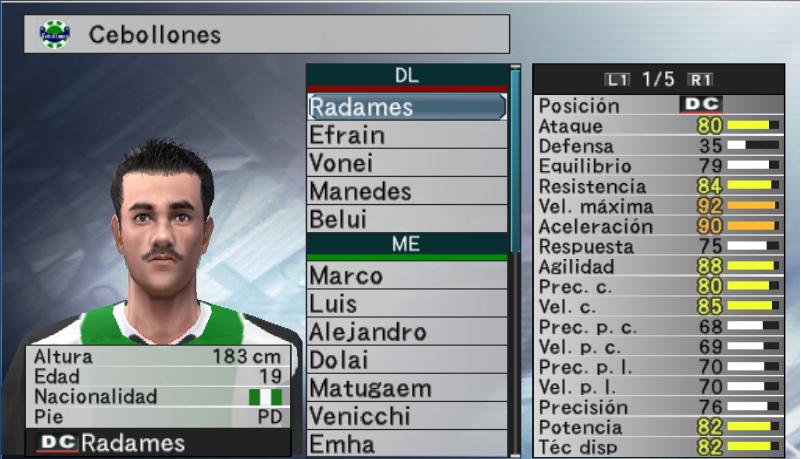 Cebollones
DL
Radames
Efrain
Vonei
Manedes
Belui
ME
Marco
Luis
Alejandro
Dolai
Matugaem
Venicchi
Emha
L1 1/5 R1
Posición DC
Ataque 80
Defensa 35
Equilibrio 79
Resistencia 84
Vel. máxima 92
Aceleración 90
Respuesta 75
Agilidad 88
Prec. c. 80
Vel. c. 85
Prec. p. c. 68
Vel. p. c. 69
Prec. p. l. 70
Vel. p. l. 70
Precisión 76
Potencia 82
Téc disp 82
Altura 183 cm
Edad 19
Nacionalidad
Pie PD
DC Radames